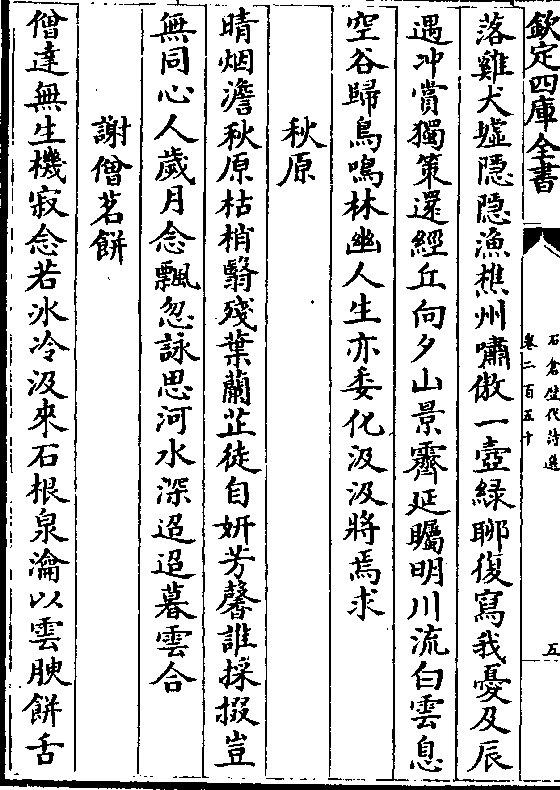 欽定四庫全書
石倉歴代詩選
卷二百五十
五
落雞犬墟隱隱漁樵州嘯傲一壺緑聊復寫我憂及辰
遇冲賞獨策還經丘向夕山景霽延矚明川流白雲息
空谷歸鳥鳴林幽人生亦委化汲汲將焉求
秋原
晴烟澹秋原枯梢翳殘葉蘭芷徒自妍芳馨誰採掇豈
無同心人歲月念飄忽詠思河水深迢迢暮雲合
謝僧茗餅
僧達無生機寂念若冰冷汲來石根泉瀹以雲腴餅舌